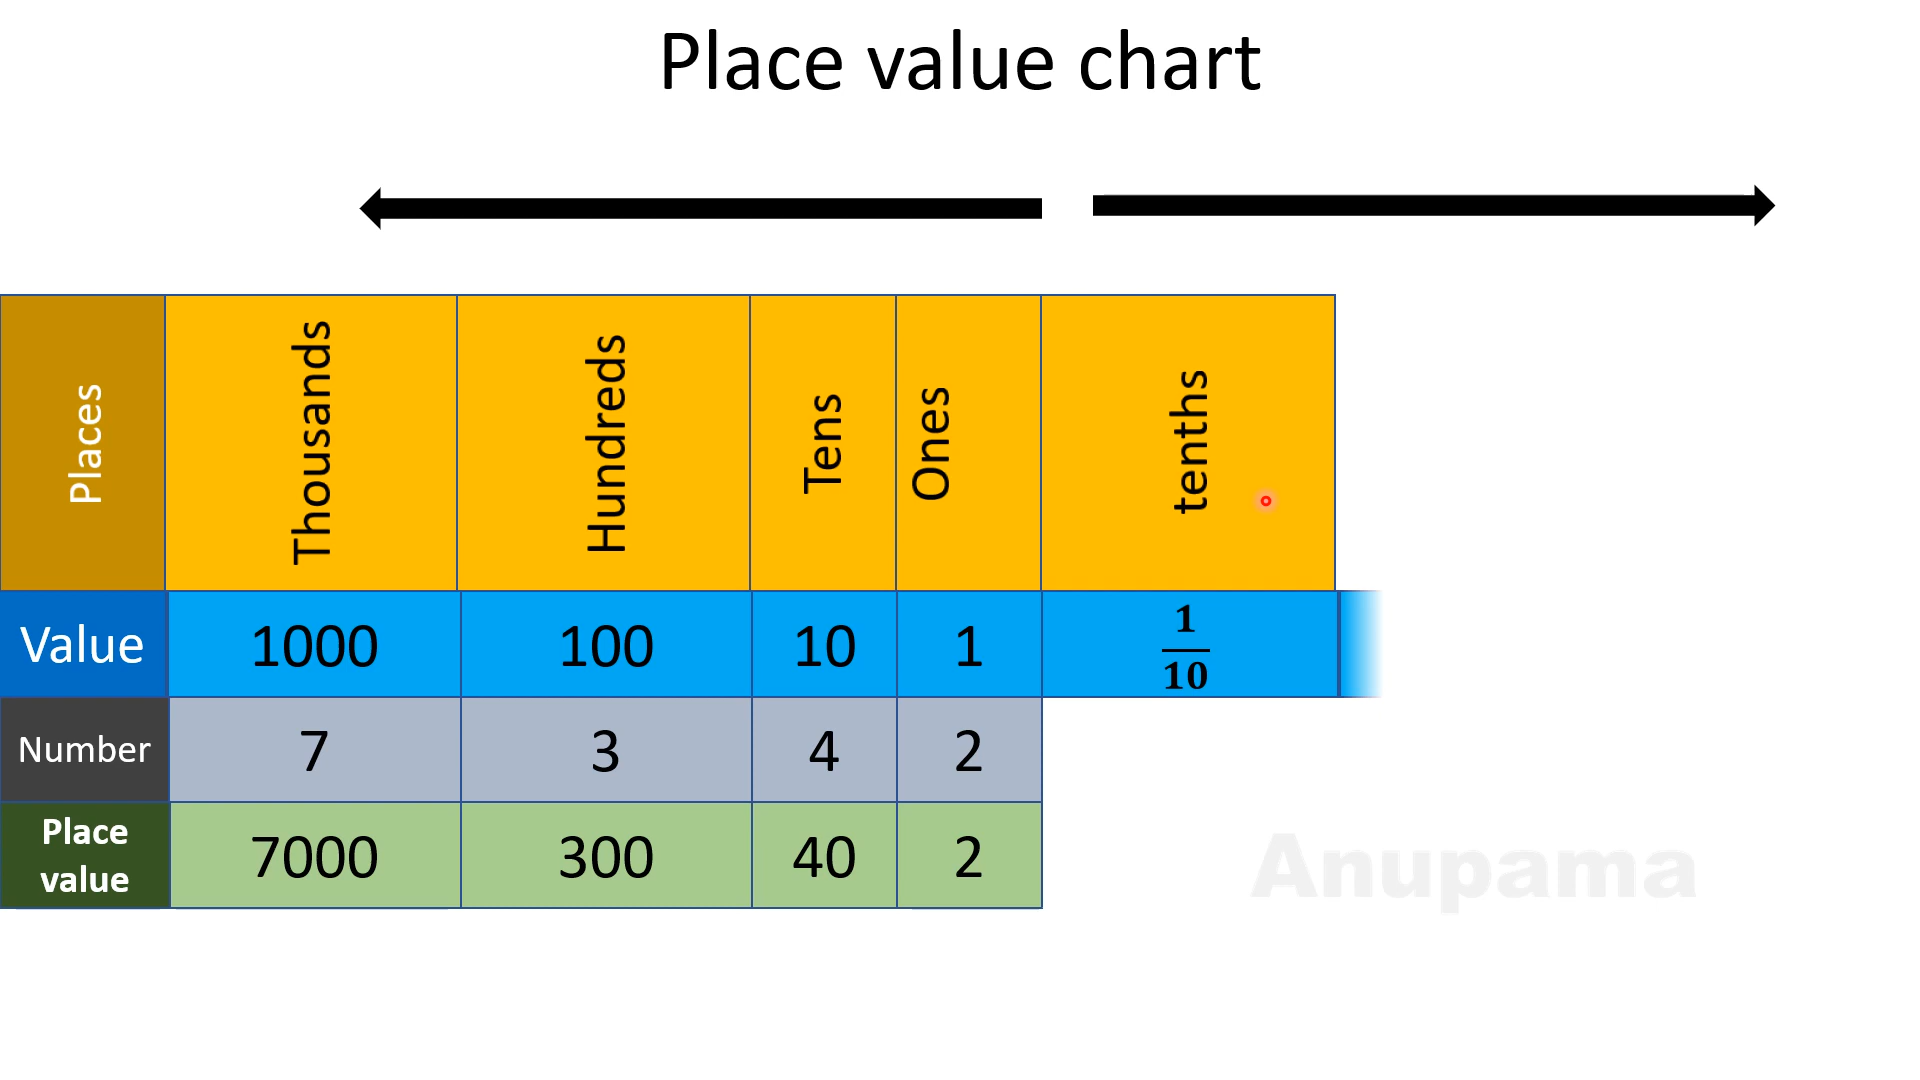 Place value chart
Places Thousands Hundreds Tens Ones tenths
Value 1000 100 10 1 1/10
Number 7 3 4 2
Place value 7000 300 40 2
Anupama